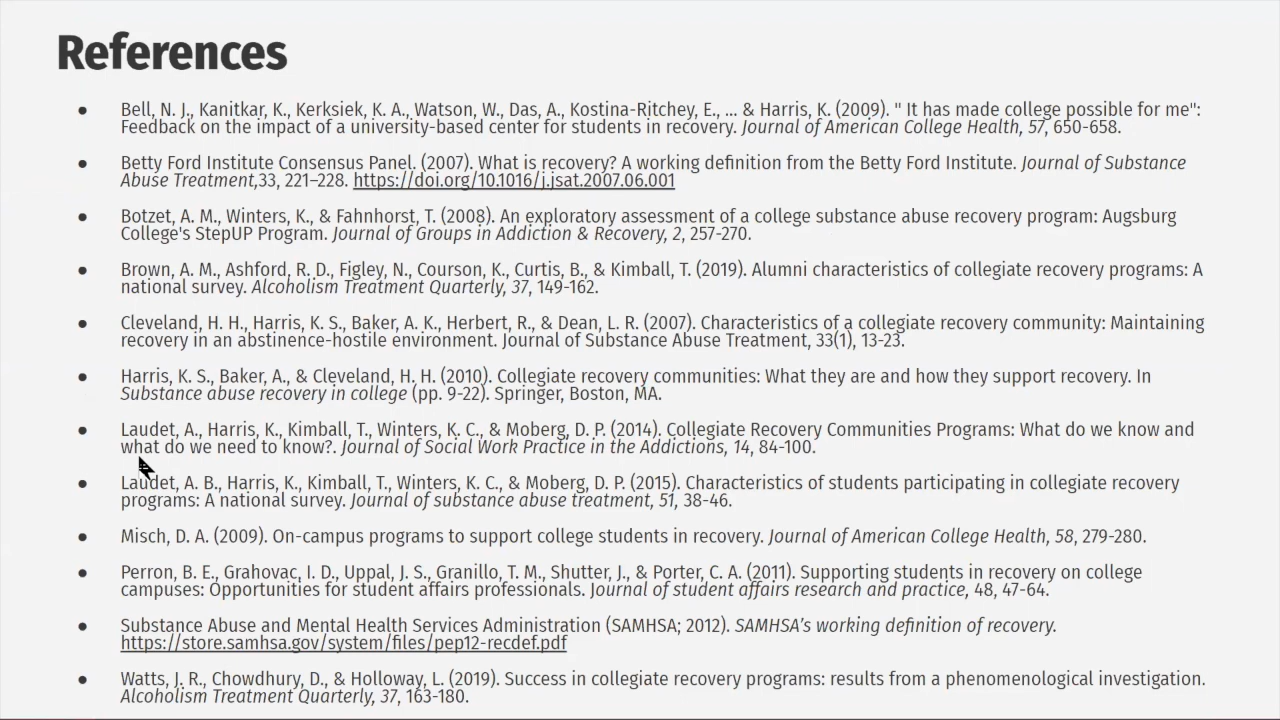 References
● Bell, N. J., Kanitkar, K., Kerksiek, K. A., Watson, W., Das, A., Kostina-Ritchey, E., ... & Harris, K. (2009). " It has made college possible for me":
Feedback on the impact of a university-based center for students in recovery. Journal of American College Health, 57, 650-658.
● Betty Ford Institute Consensus Panel. (2007). What is recovery? A working definition from the Betty Ford Institute. Journal of Substance
Abuse Treatment,33, 221–228. https://doi.org/10.1016/j.jsat.2007.06.001
● Botzet, A. M., Winters, K., & Fahnhorst, T. (2008). An exploratory assessment of a college substance abuse recovery program: Augsburg
College's StepUP Program. Journal of Groups in Addiction & Recovery, 2, 257-270.
● Brown, A. M., Ashford, R. D., Figley, N., Courson, K., Curtis, B., & Kimball, T. (2019). Alumni characteristics of collegiate recovery programs: A
national survey. Alcoholism Treatment Quarterly, 37, 149-162.
● Cleveland, H. H., Harris, K. S., Baker, A. K., Herbert, R., & Dean, L. R. (2007). Characteristics of a collegiate recovery community: Maintaining
recovery in an abstinence-hostile environment. Journal of Substance Abuse Treatment, 33(1), 13-23.
● Harris, K. S., Baker, A., & Cleveland, H. H. (2010). Collegiate recovery communities: What they are and how they support recovery. In
Substance abuse recovery in college (pp. 9-22). Springer, Boston, MA.
● Laudet, A., Harris, K., Kimball, T., Winters, K. C., & Moberg, D. P. (2014). Collegiate Recovery Communities Programs: What do we know and
what do we need to know?. Journal of Social Work Practice in the Addictions, 14, 84-100.
● Laudet, A. B., Harris, K., Kimball, T., Winters, K. C., & Moberg, D. P. (2015). Characteristics of students participating in collegiate recovery
programs: A national survey. Journal of substance abuse treatment, 51, 38-46.
● Misch, D. A. (2009). On-campus programs to support college students in recovery. Journal of American College Health, 58, 279-280.
● Perron, B. E., Grahovac, I. D., Uppal, J. S., Granillo, T. M., Shutter, J., & Porter, C. A. (2011). Supporting students in recovery on college
campuses: Opportunities for student affairs professionals. Journal of student affairs research and practice, 48, 47-64.
● Substance Abuse and Mental Health Services Administration (SAMHSA; 2012). SAMHSA’s working definition of recovery.
https://store.samhsa.gov/system/files/pep12-recdef.pdf
● Watts, J. R., Chowdhury, D., & Holloway, L. (2019). Success in collegiate recovery programs: results from a phenomenological investigation.
Alcoholism Treatment Quarterly, 37, 163-180.